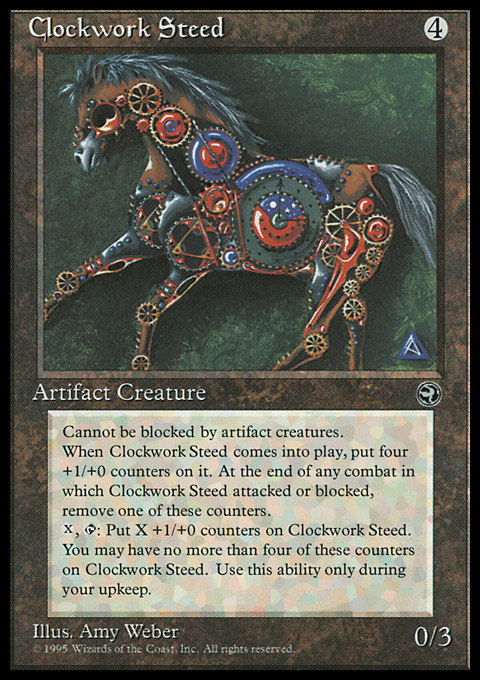 Clockwork Steed
4
Artifact Creature
Cannot be blocked by artifact creatures.
When Clockwork Steed comes into play, put four
+1/+0 counters on it. At the end of any combat in
which Clockwork Steed attacked or blocked,
remove one of these counters.
X, : Put X +1/+0 counters on Clockwork Steed.
You may have no more than four of these counters
on Clockwork Steed. Use this ability only during
your upkeep.
Illus. Amy Weber
0/3
© 1995 Wizards of the Coast, Inc. All rights reserved.